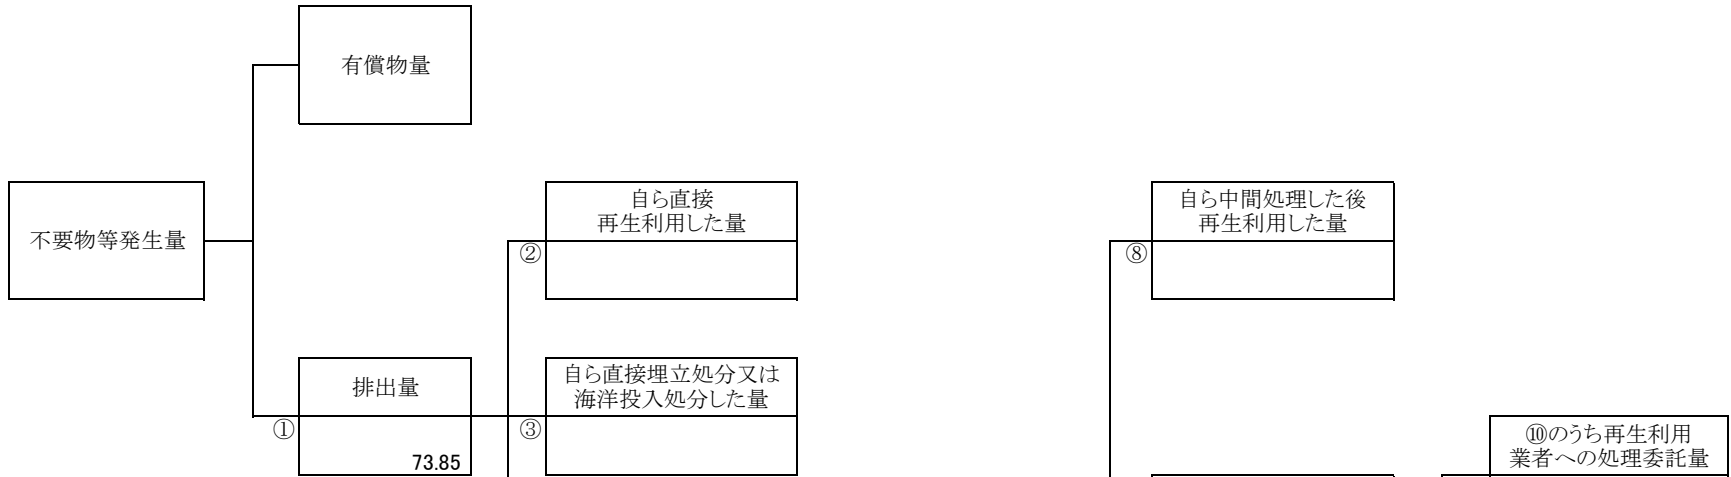 有償物量
不要物等発生量
自ら直接
再生利用した量
②
自ら中間処理した後
再生利用した量
⑧
排出量
①
73.85
自ら直接埋立処分又は
海洋投入処分した量
③
⑩のうち再生利用
業者への処理委託量